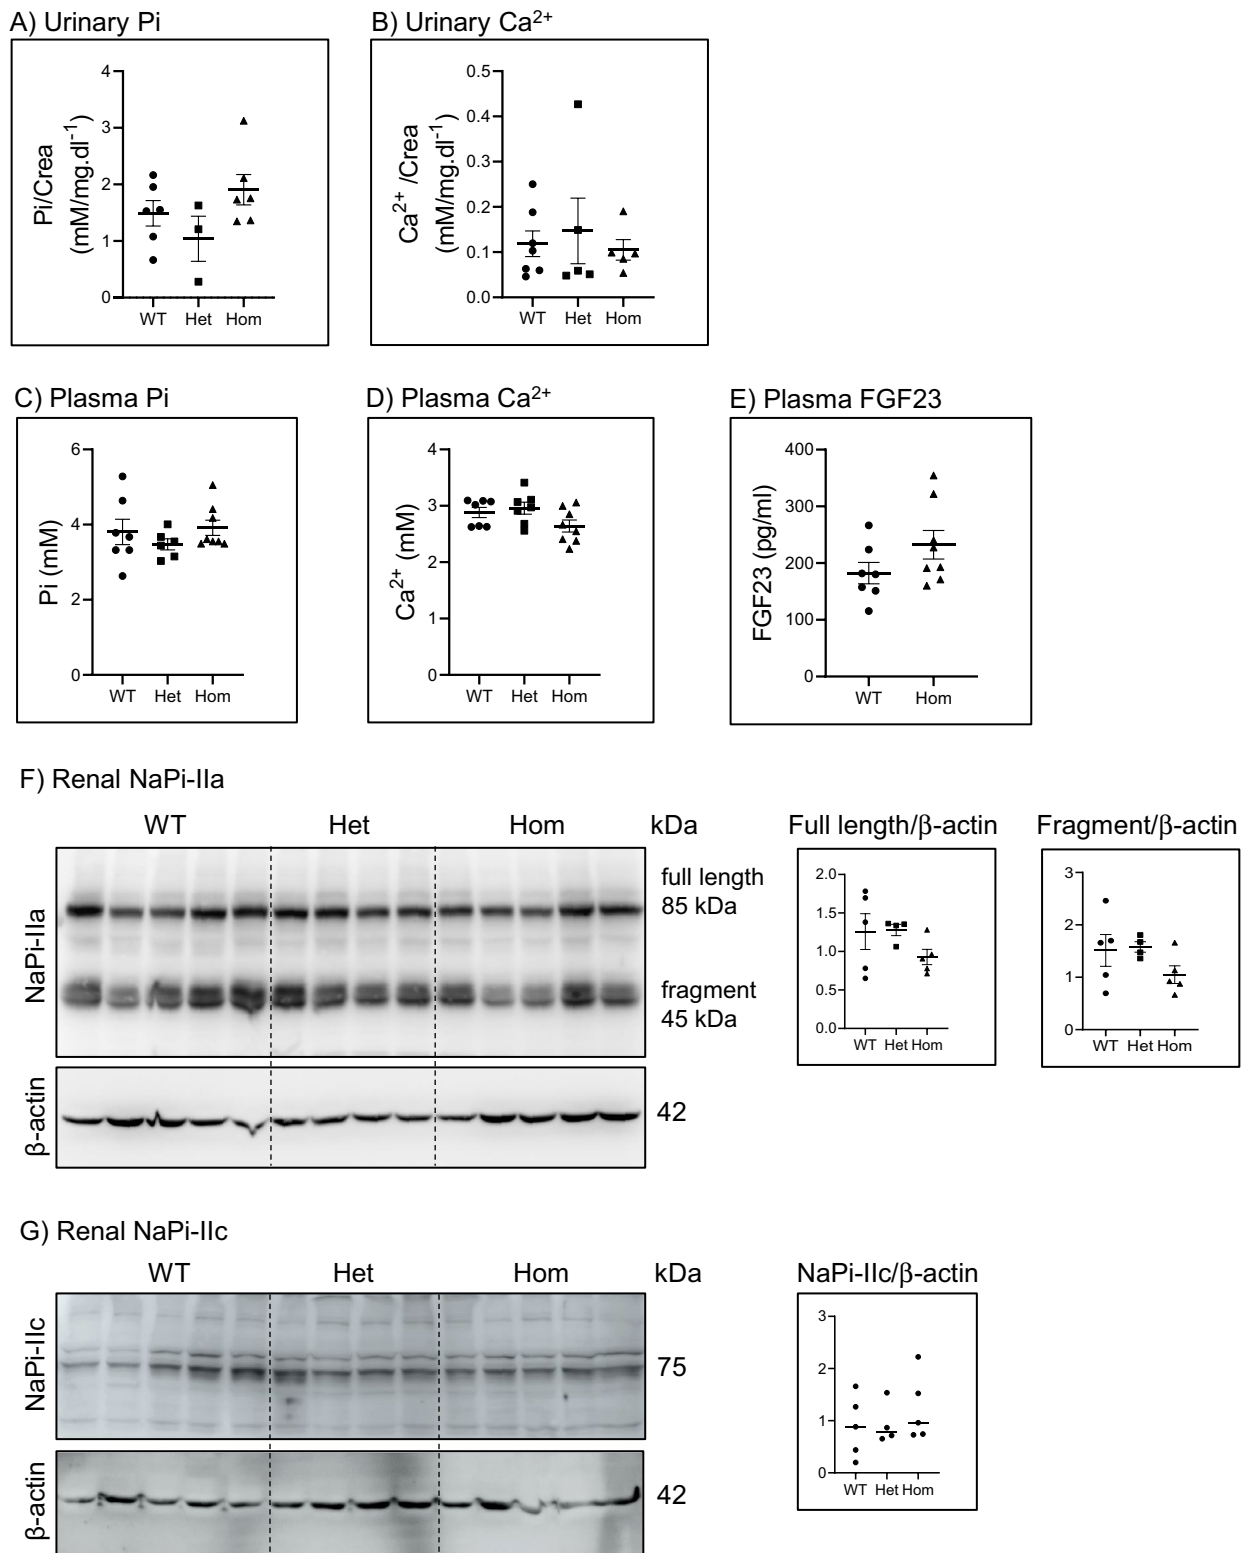 A) Urinary Pi
B) Urinary Ca²⁺
Pi/Crea
(mM/mg.dl⁻¹)
4
3
2
1
0
WT Het Hom
Ca²⁺ /Crea
(mM/mg.dl⁻¹)
0.5
0.4
0.3
0.2
0.1
0.0
WT Het Hom
C) Plasma Pi
D) Plasma Ca²⁺
E) Plasma FGF23
Pi (mM)
6
4
2
0
WT Het Hom
Ca²⁺ (mM)
4
3
2
1
0
WT Het Hom
FGF23 (pg/ml)
400
300
200
100
0
WT Hom
F) Renal NaPi-IIa
WT Het Hom kDa
NaPi-IIa
full length
85 kDa
fragment
45 kDa
β-actin
42
Full length/β-actin
2.0
1.5
1.0
0.5
0.0
WT Het Hom
Fragment/β-actin
3
2
1
0
WT Het Hom
G) Renal NaPi-IIc
WT Het Hom kDa
NaPi-IIc
75
β-actin
42
NaPi-IIc/β-actin
3
2
1
0
WT Het Hom